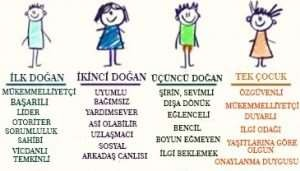 İLK DOĞAN
MÜKEMMELLİYETÇİ
BAŞARILI
LİDER
OTORİTER
SORUMLULUK
SAHİBİ
VİCDANLI
TEMKİNLİ
İKİNCİ DOĞAN
UYUMLU
BAĞIMSIZ
YARDIMSEVER
ASİ OLABİLİR
UZLAŞMACI
SOSYAL
ARKADAŞ CANLISI
ÜÇÜNCÜ DOĞAN
ŞİRİN, SEVİMLİ
DIŞA DÖNÜK
EĞLENCELİ
BENCİL
BOYUN EĞMEYEN
İLGİ BEKLEMEK
TEK ÇOCUK
ÖZGÜVENLİ
MÜKEMMELİYETÇİ
DUYARLI
İLGİ ODAĞI
YAŞITLARINA GÖRE
OLGUN
ONAYLANMA DUYGUSU